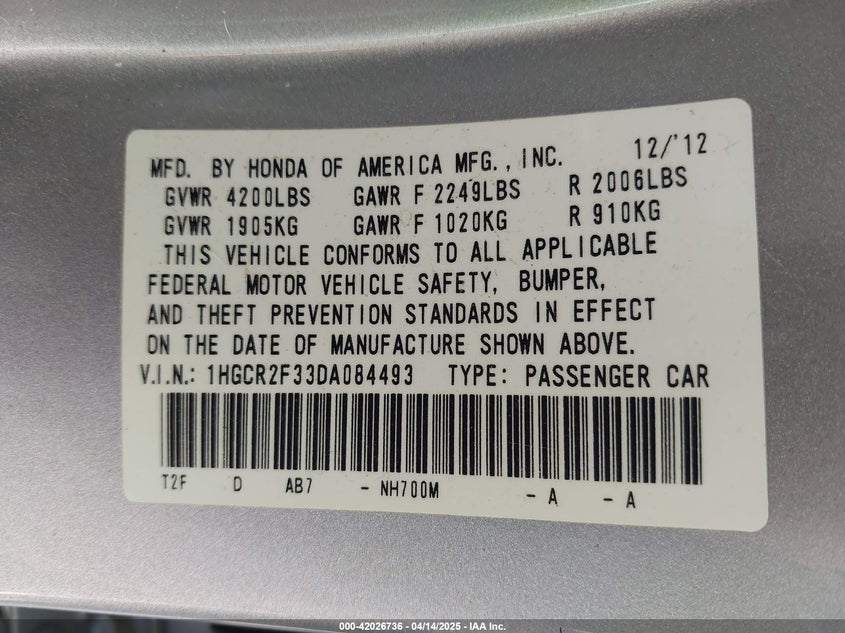 MFD. BY HONDA OF AMERICA MFG., INC. 12/'12
GVWR 4200LBS GAWR F 2249LBS R 2006LBS
GVWR 1905KG GAWR F 1020KG R 910KG
THIS VEHICLE CONFORMS TO ALL APPLICABLE
FEDERAL MOTOR VEHICLE SAFETY, BUMPER,
AND THEFT PREVENTION STANDARDS IN EFFECT
ON THE DATE OF MANUFACTURE SHOWN ABOVE.
V.I.N.: 1HGCR2F33DA084493 TYPE: PASSENGER CAR
T2F D AB7 - NH700M - A - A
000-42026736 - 04/14/2025 - IAA Inc.